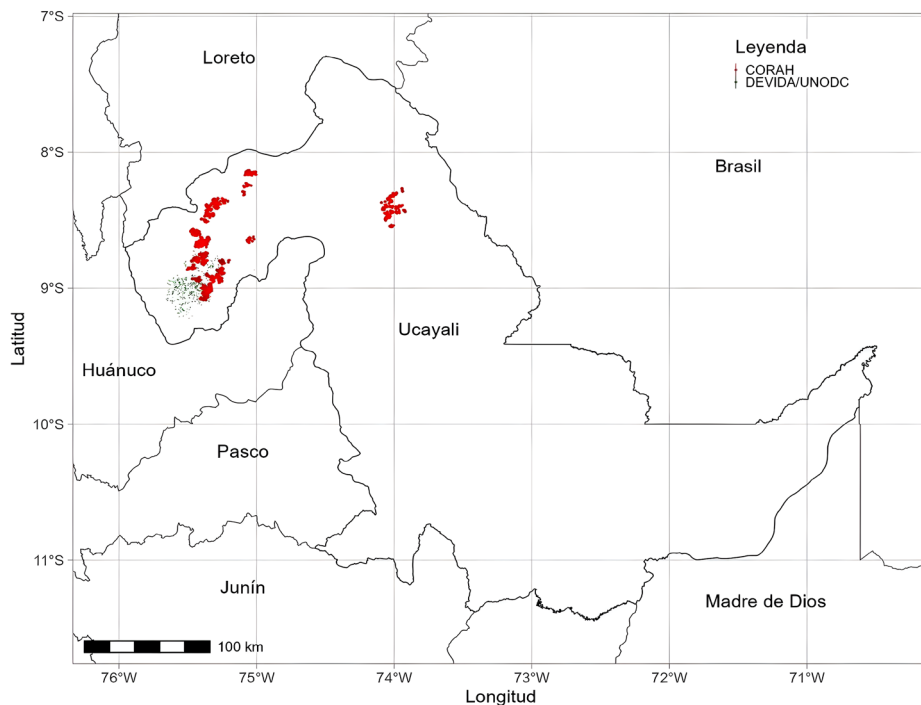 7°S
Loreto
Leyenda
CORAH
DEVIDA/UNODC
8°S
Brasil
9°S
Latitud
Ucayali
Huánuco
10°S
Pasco
11°S
Junín
Madre de Dios
100 km
76°W
75°W
74°W
73°W
72°W
71°W
Longitud